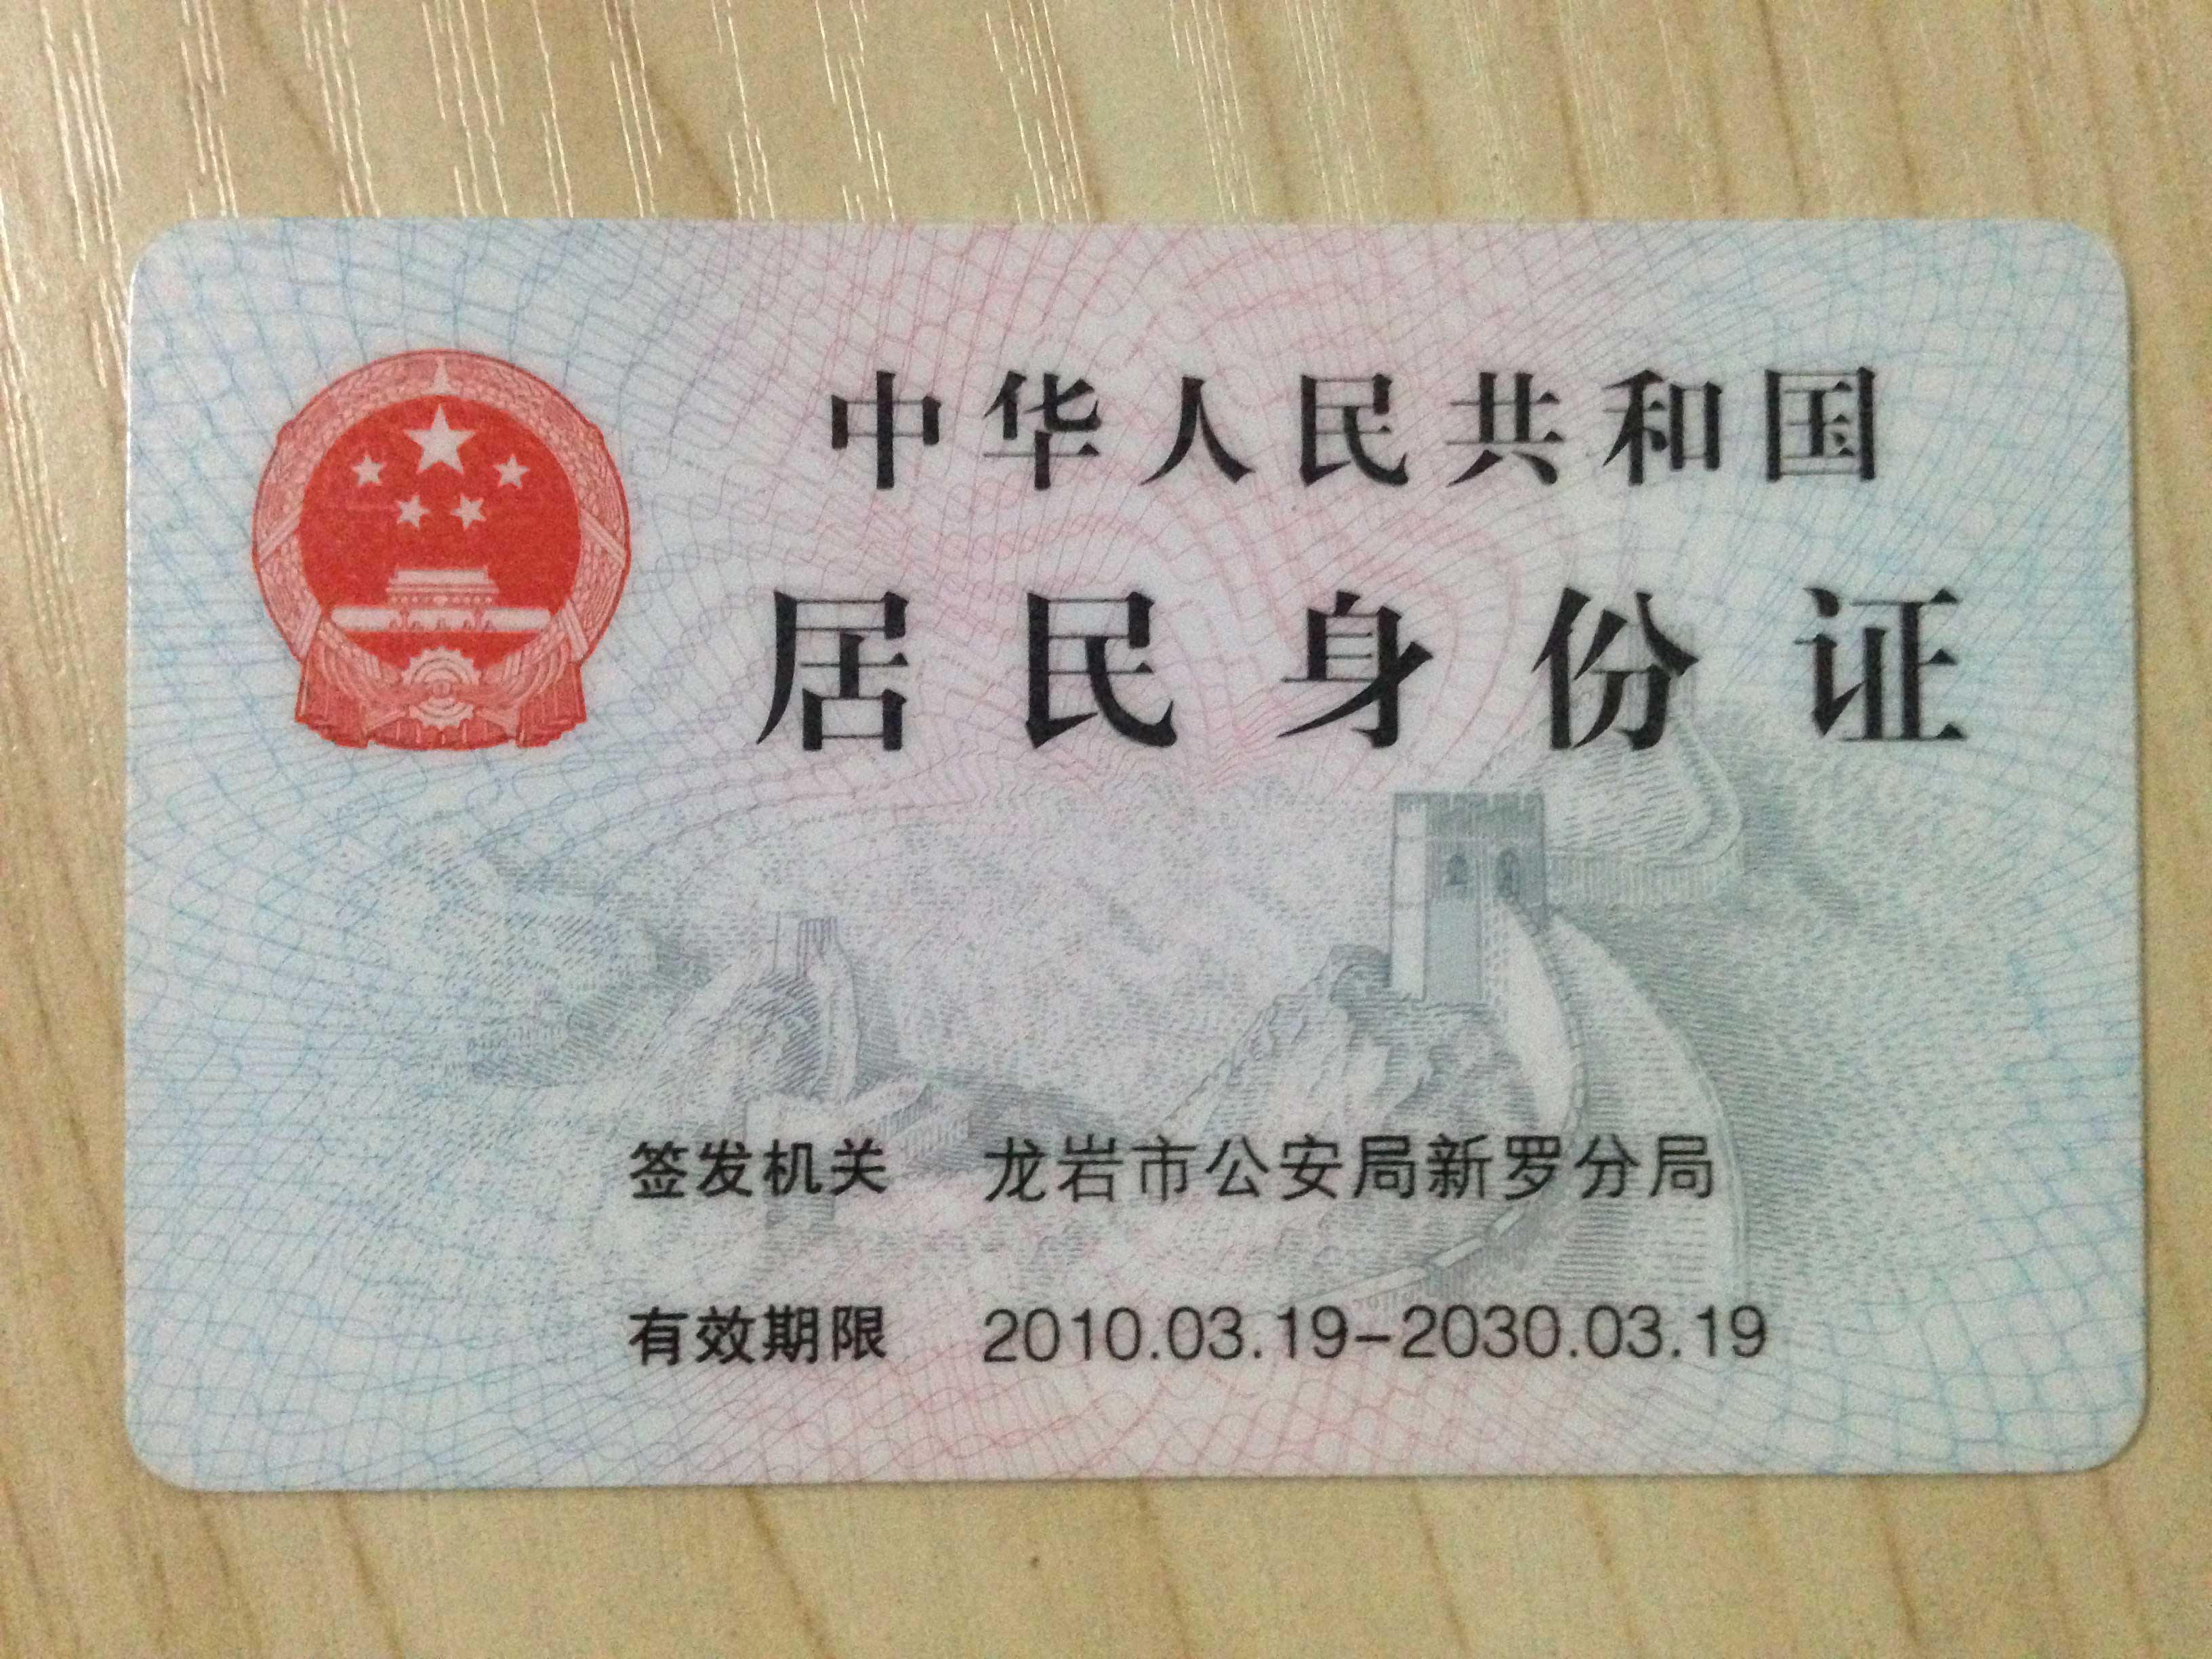 中华人民共和国
居民身份证
签发机关 龙岩市公安局新罗分局
有效期限 2010.03.19-2030.03.19